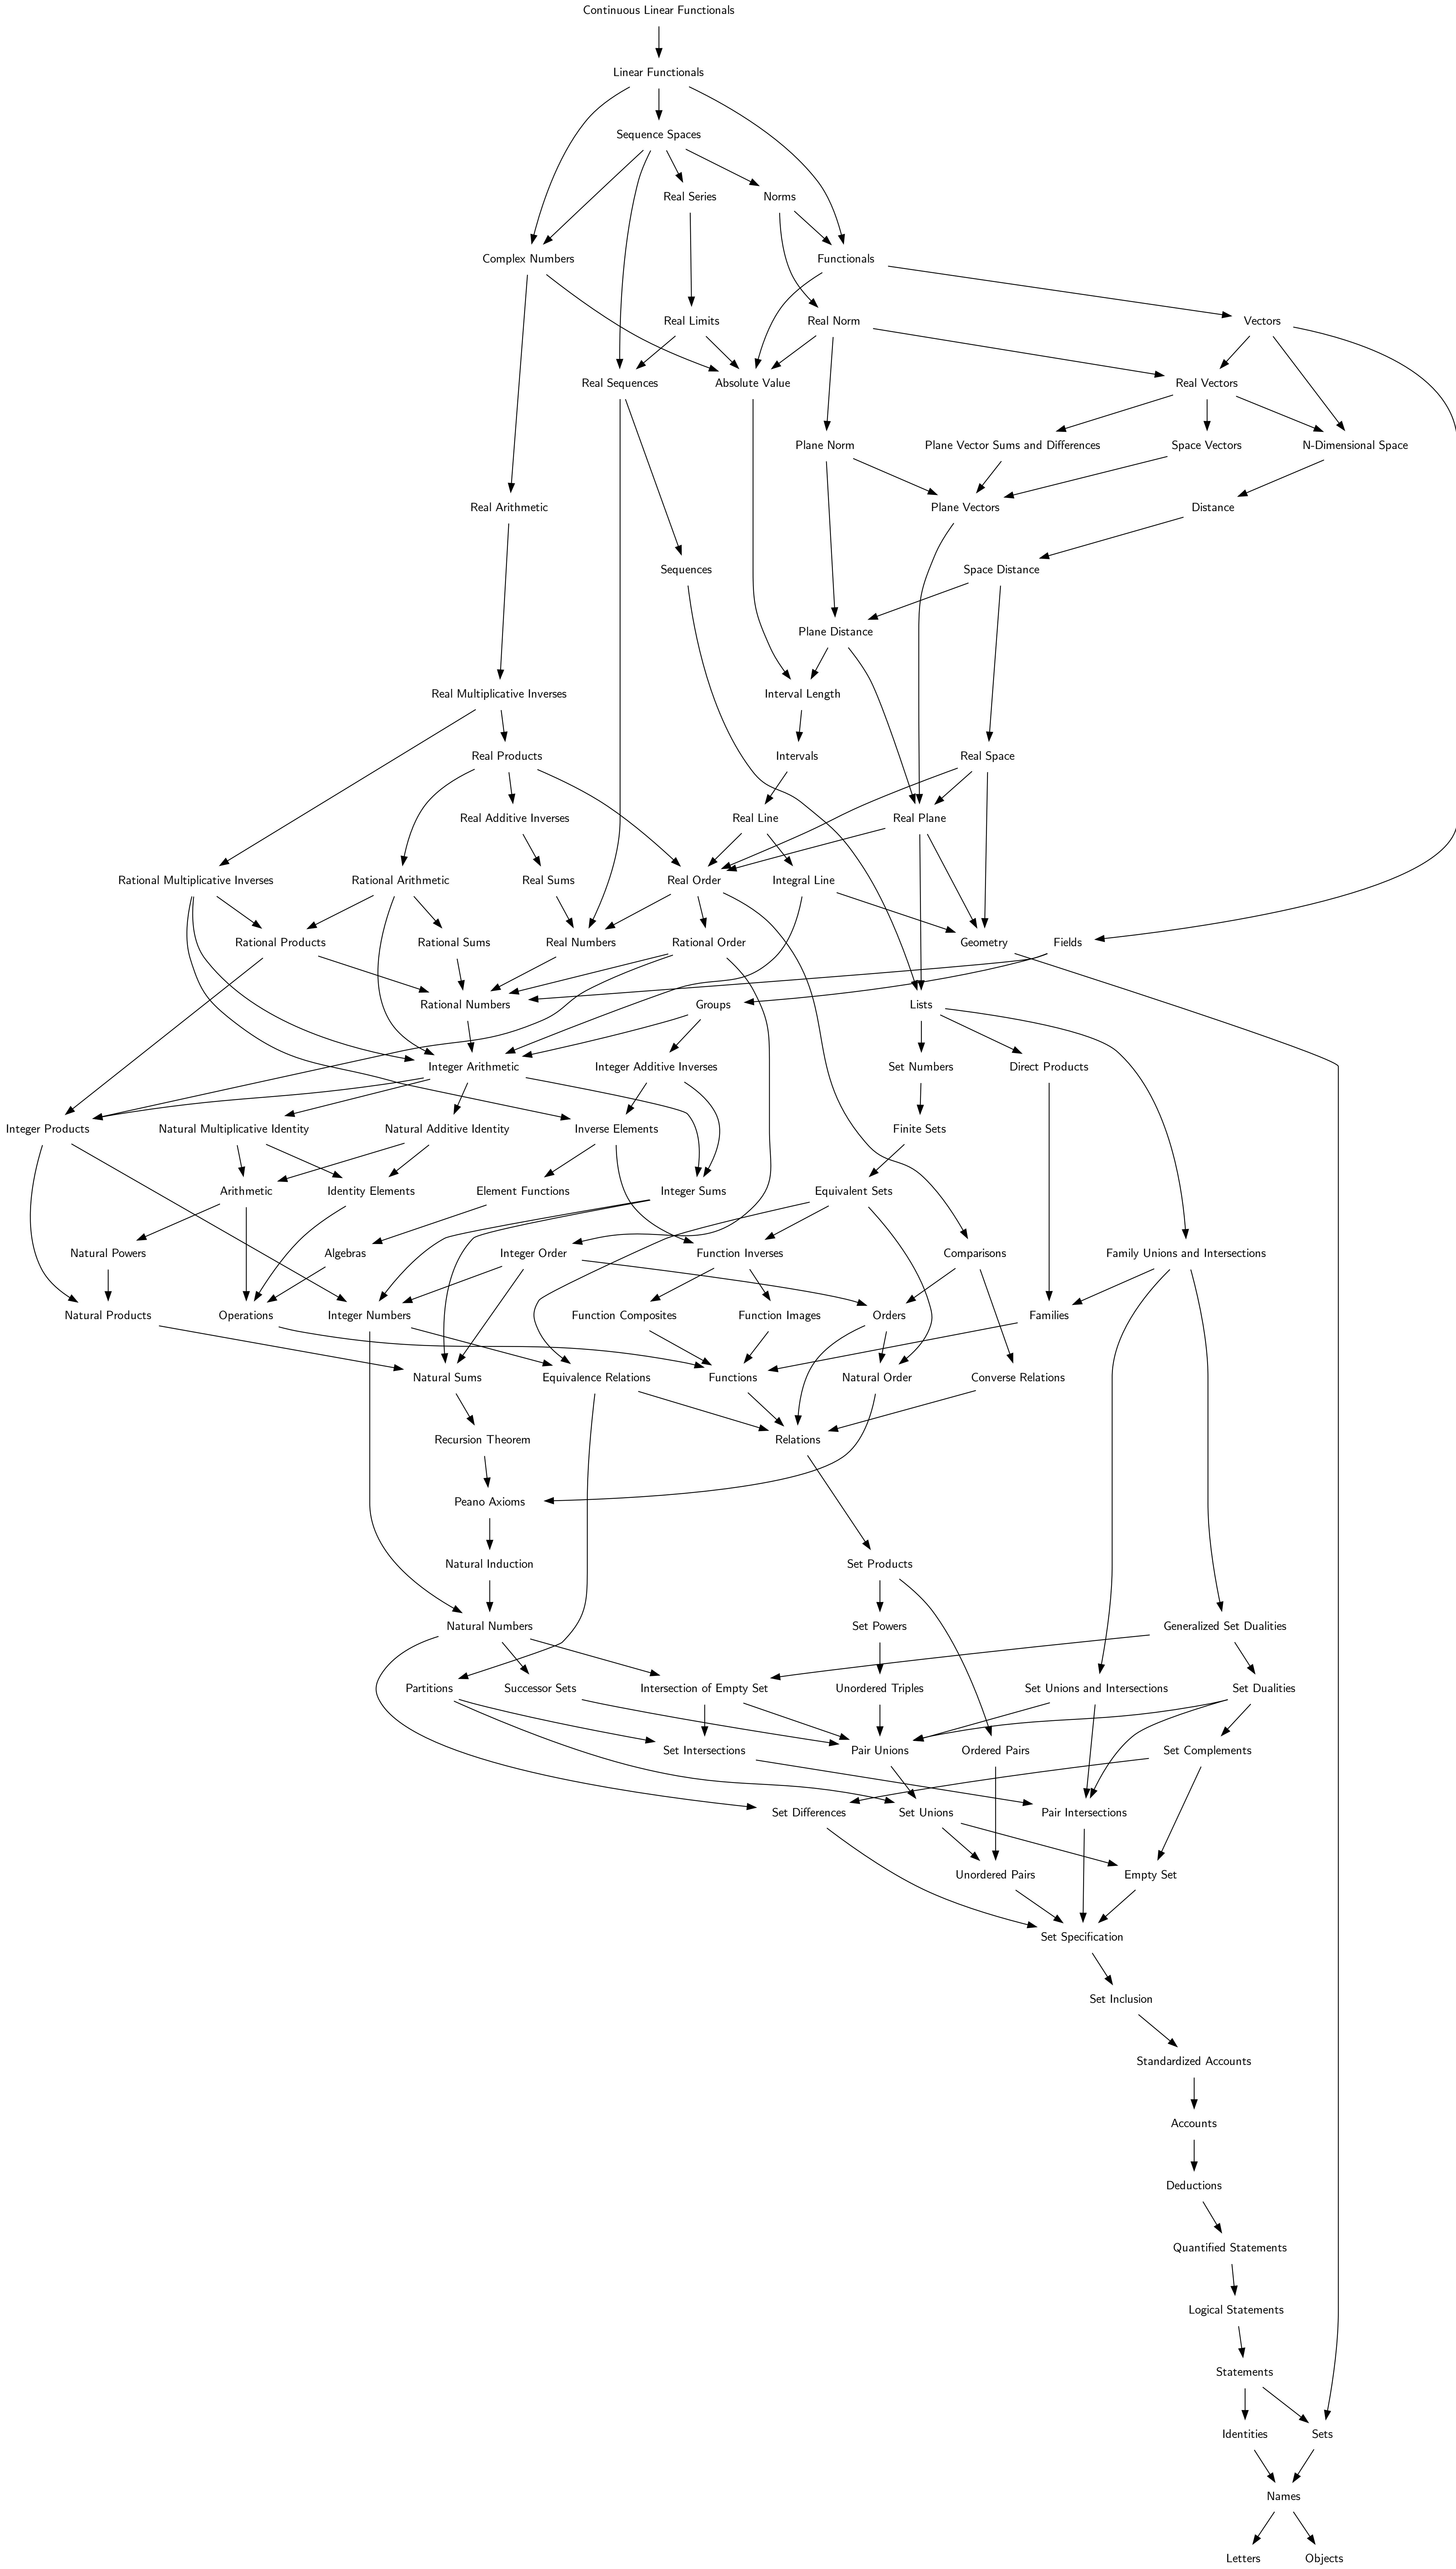 Continuous Linear Functionals
Linear Functionals
Sequence Spaces
Real Series
Norms
Complex Numbers
Functionals
Real Limits
Real Norm
Vectors
Real Sequences
Absolute Value
Real Vectors
Plane Norm
Plane Vector Sums and Differences
Space Vectors
N-Dimensional Space
Real Arithmetic
Plane Vectors
Distance
Sequences
Space Distance
Plane Distance
Real Multiplicative Inverses
Interval Length
Real Products
Intervals
Real Space
Real Additive Inverses
Real Line
Real Plane
Rational Multiplicative Inverses
Rational Arithmetic
Real Sums
Real Order
Integral Line
Rational Products
Rational Sums
Real Numbers
Rational Order
Geometry
Fields
Rational Numbers
Groups
Lists
Integer Arithmetic
Integer Additive Inverses
Set Numbers
Direct Products
Integer Products
Natural Multiplicative Identity
Natural Additive Identity
Inverse Elements
Finite Sets
Arithmetic
Identity Elements
Element Functions
Integer Sums
Equivalent Sets
Natural Powers
Algebras
Integer Order
Function Inverses
Comparisons
Family Unions and Intersections
Natural Products
Operations
Integer Numbers
Function Composites
Function Images
Orders
Families
Natural Sums
Equivalence Relations
Functions
Natural Order
Converse Relations
Recursion Theorem
Relations
Peano Axioms
Natural Induction
Set Products
Natural Numbers
Set Powers
Generalized Set Dualities
Partitions
Successor Sets
Intersection of Empty Set
Unordered Triples
Set Unions and Intersections
Set Dualities
Set Intersections
Pair Unions
Ordered Pairs
Set Complements
Set Differences
Set Unions
Pair Intersections
Unordered Pairs
Empty Set
Set Specification
Set Inclusion
Standardized Accounts
Accounts
Deductions
Quantified Statements
Logical Statements
Statements
Identities
Sets
Names
Letters
Objects